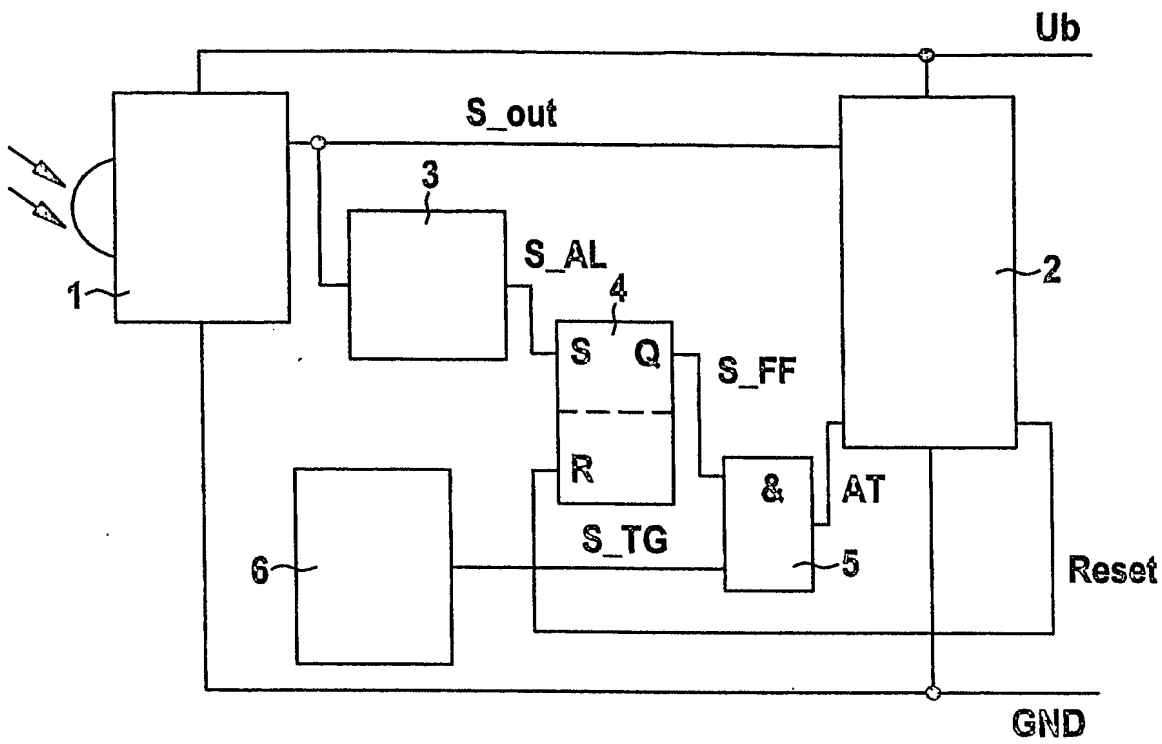 Ub
S_out
3
S_AL
1
4
2
S Q
S_FF
R
& AT
S_TG
6
5
Reset
GND